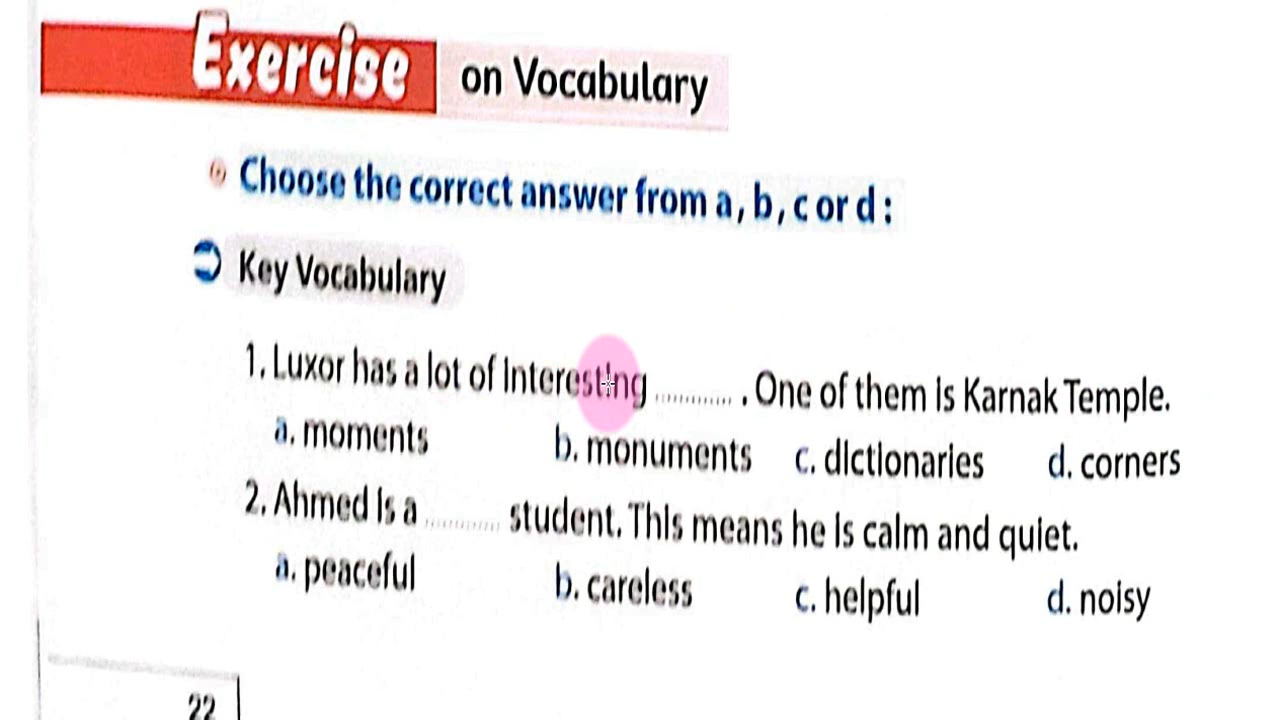 Exercise on Vocabulary
Choose the correct answer from a, b, c or d :
Key Vocabulary
1. Luxor has a lot of interesting ............ . One of them is Karnak Temple.
a. moments b. monuments c. dictionaries d. corners
2. Ahmed is a ............ student. This means he is calm and quiet.
a. peaceful b. careless c. helpful d. noisy
22